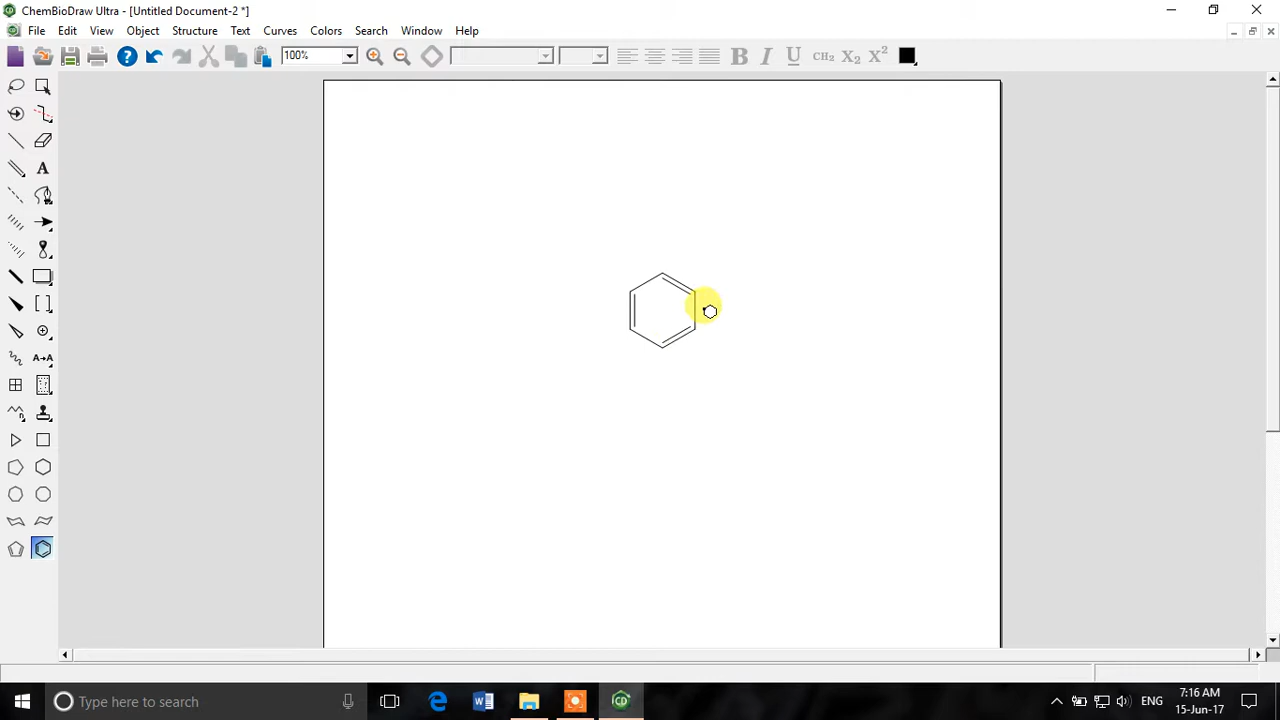 ChemBioDraw Ultra - [Untitled Document-2 *]
File Edit View Object Structure Text Curves Colors Search Window Help
100% B I U CH2 X2 X2
A
A→A
n
Type here to search
CD
ENG
7:16 AM
15-Jun-17